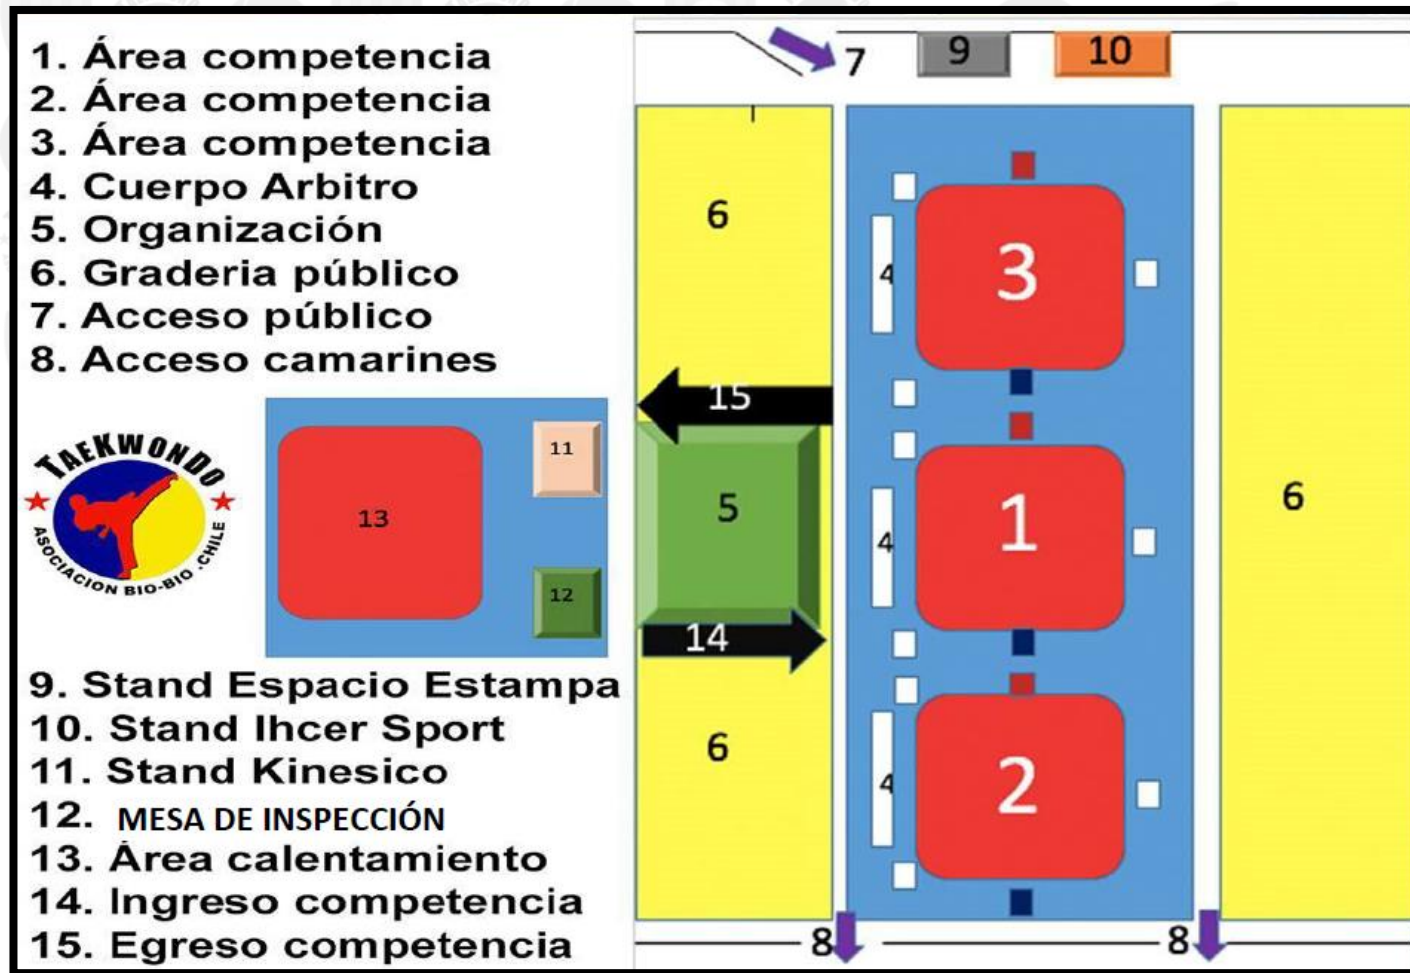 1. Área competencia
2. Área competencia
3. Área competencia
4. Cuerpo Arbitro
5. Organización
6. Graderia público
7. Acceso público
8. Acceso camarines
TAEKWONDO
ASOCIACION BIO-BIO .CHILE
13
11
12
9. Stand Espacio Estampa
10. Stand Ihcer Sport
11. Stand Kinesico
12. MESA DE INSPECCIÓN
13. Área calentamiento
14. Ingreso competencia
15. Egreso competencia
7
9
10
6
4
3
15
5
4
1
6
14
6
4
2
8
8